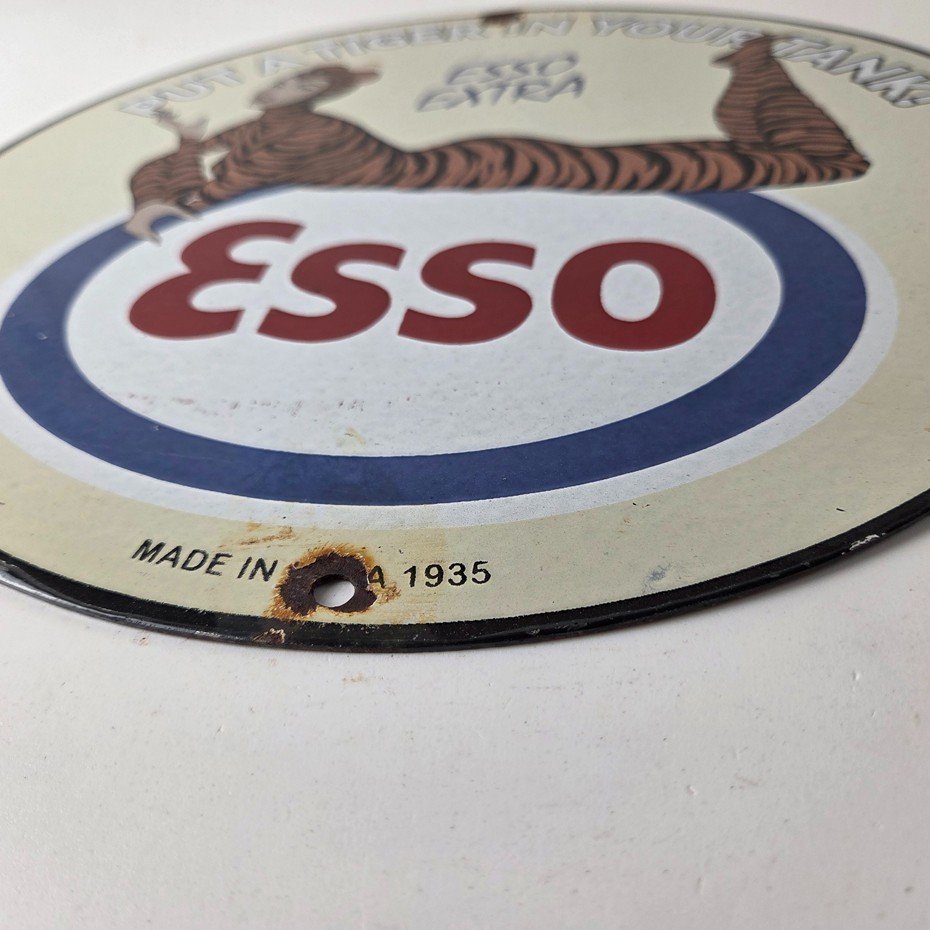 PUT A TIGER IN YOUR TANK!
ESSO
EXTRA
Esso
MADE IN A 1935